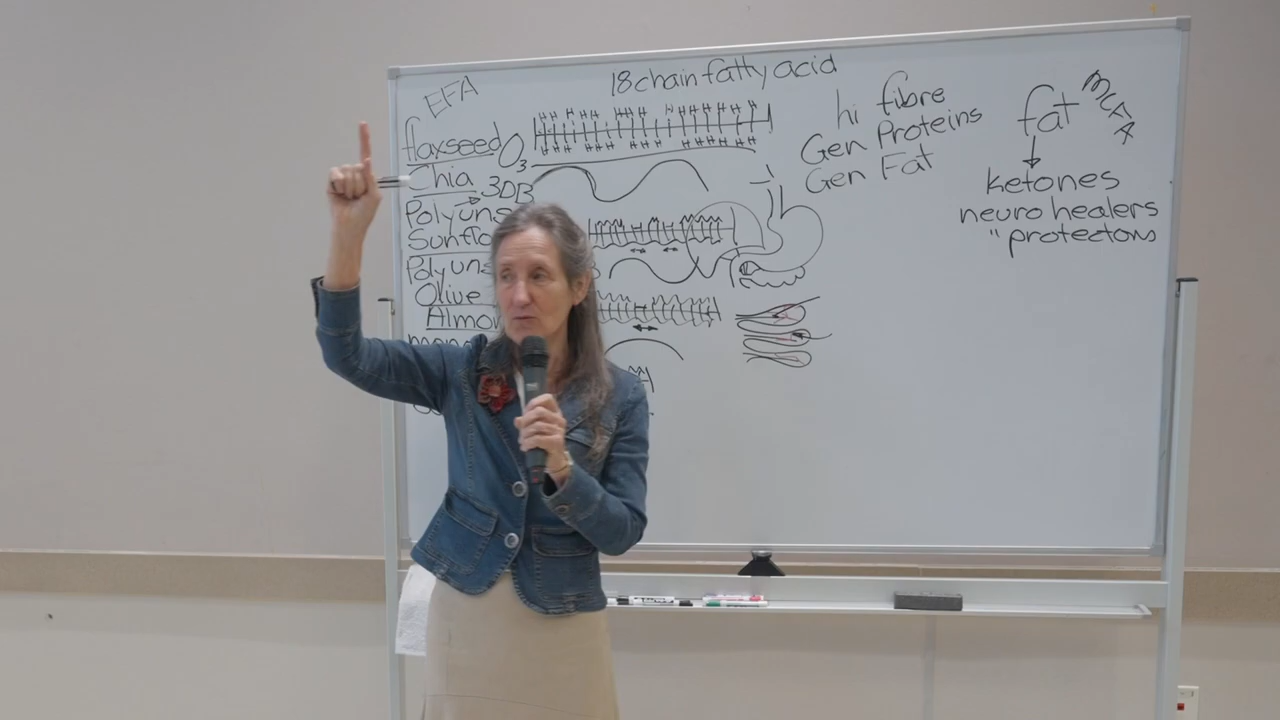 18 chain fatty acid
EFA
flaxseed O3
Chia 3DB
Polyuns
Sunflo
Polyuns
Olive
Almon
hi fibre
Gen Proteins
Gen Fat
fat MCFA
ketones
neuro healers
" protectors